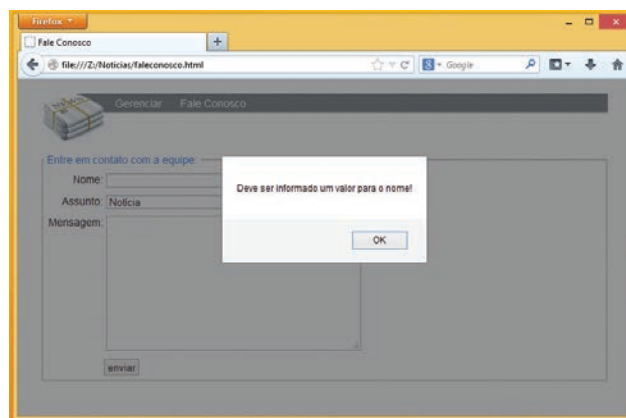 Firefox
Fale Conosco
file:///Z:/Noticias/faleconosco.html
Google
Gerenciar Fale Conosco
Entre em contato com a equipe:
Nome:
Deve ser informado um valor para o nome!
Assunto: Notícia
Mensagem:
OK
enviar